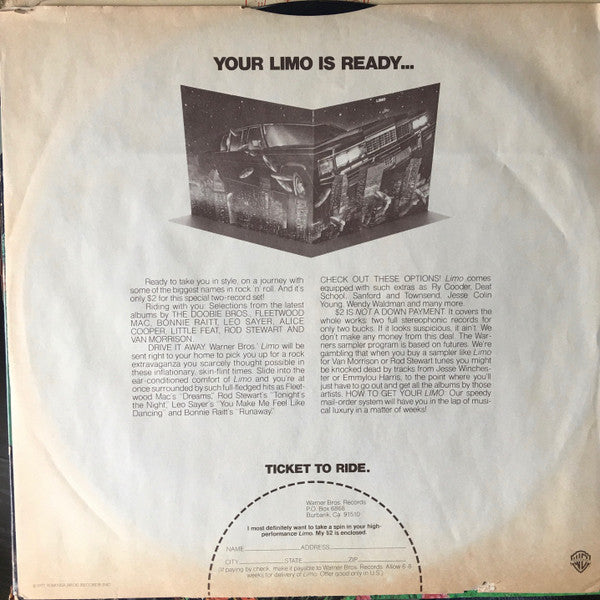 YOUR LIMO IS READY...
LIMO
Ready to take you in style, on a journey with
some of the biggest names in rock 'n' roll. And it's
only $2 for this special two-record set!
Riding with you: Selections from the latest
albums by THE DOOBIE BROS., FLEETWOOD
MAC, BONNIE RAITT, LEO SAYER, ALICE
COOPER, LITTLE FEAT, ROD STEWART AND
VAN MORRISON.
DRIVE IT AWAY. Warner Bros.' Limo will be
sent right to your home to pick you up for a rock
extravaganza you scarcely thought possible in
these inflationary, skin-flint times. Slide into the
ear-conditioned comfort of Limo and you're at
once surrounded by such full-fledged hits as Fleet-
wood Mac's "Dreams," Rod Stewart's "Tonight's
the Night," Leo Sayer's "You Make Me Feel Like
Dancing" and Bonnie Raitt's "Runaway."
CHECK OUT THESE OPTIONS! Limo comes
equipped with such extras as Ry Cooder, Deaf
School, Sanford and Townsend, Jesse Colin
Young, Wendy Waldman and many more.
$2 IS NOT A DOWN PAYMENT. It covers the
whole works: two full stereophonic records for
only two bucks. If it looks suspicious, it ain't. We
don't make any money from this deal. The War-
ners sampler program is based on futures. We're
gambling that when you buy a sampler like Limo
for Van Morrison or Rod Stewart tunes you might
be knocked dead by tracks from Jesse Winches-
ter or Emmylou Harris, to the point where you'll
just have to go out and get all the albums by those
artists. HOW TO GET YOUR LIMO: Our speedy
mail-order system will have you in the lap of mu-
sical luxury in a matter of weeks!
TICKET TO RIDE.
Warner Bros. Records
P.O. Box 6868
Burbank, Ca. 91510
I most definitely want to take a spin in your high-
performance Limo. My $2 is enclosed.
NAME ADDRESS
CITY STATE ZIP
(If paying by check, make it payable to Warner Bros. Records. Allow 6-8
weeks for delivery of Limo. Offer good only in U.S.)
© 1977, WARNER BROS. RECORDS INC.